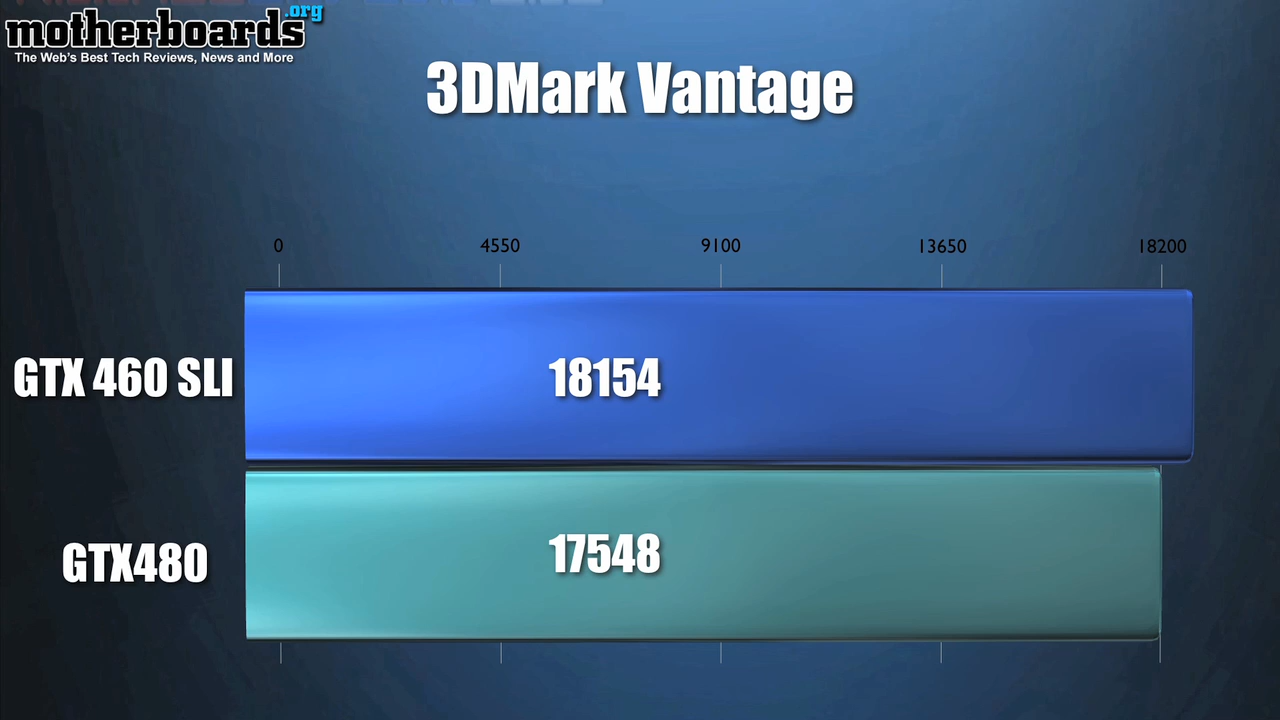 motherboards.org
The Web's Best Tech Reviews, News and More
3DMark Vantage
0 4550 9100 13650 18200
GTX 460 SLI 18154
GTX480 17548